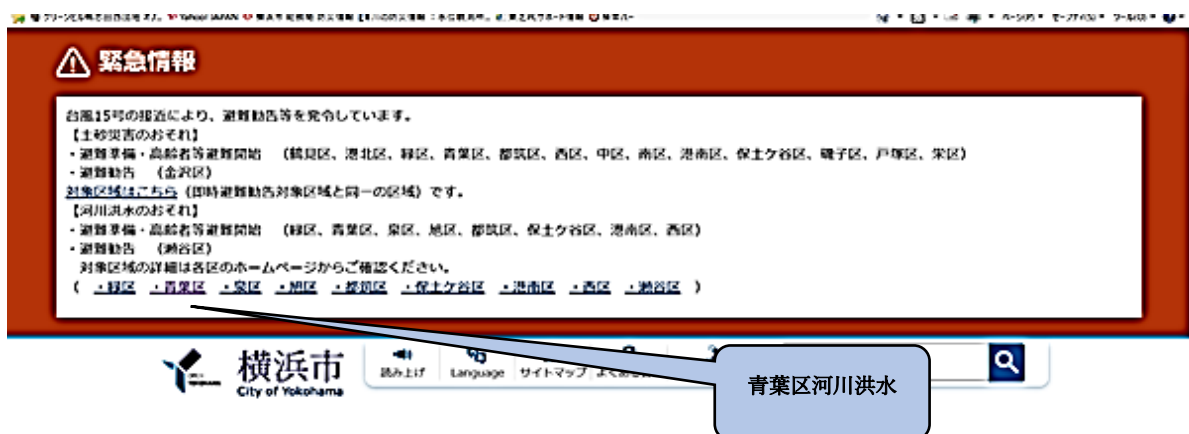 緊急情報
台風15号の接近により、避難勧告等を発令しています。
【土砂災害のおそれ】
・避難準備・高齢者等避難開始 （鶴見区、港北区、緑区、青葉区、都筑区、西区、中区、南区、港南区、保土ケ谷区、磯子区、戸塚区、栄区）
・避難勧告 （金沢区）
対象区域はこちら（即時避難勧告対象区域と同一の区域）です。
【河川洪水のおそれ】
・避難準備・高齢者等避難開始 （緑区、青葉区、泉区、旭区、都筑区、保土ケ谷区、港南区、西区）
・避難勧告 （瀬谷区）
対象区域の詳細は各区のホームページからご確認ください。
（ ・緑区 ・青葉区 ・泉区 ・旭区 ・都筑区 ・保土ケ谷区 ・港南区 ・西区 ・瀬谷区 ）
横浜市
City of Yokohama
読み上げ Language サイトマップ
青葉区河川洪水